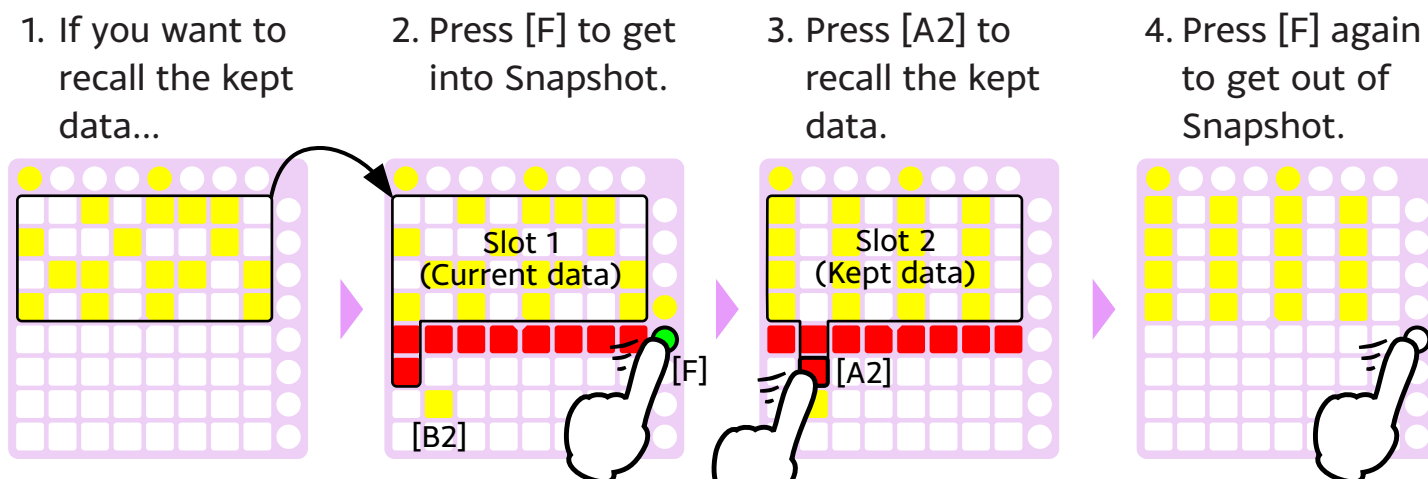 1. If you want to
recall the kept
data...
2. Press [F] to get
into Snapshot.
3. Press [A2] to
recall the kept
data.
4. Press [F] again
to get out of
Snapshot.
Slot 1
(Current data)
[F]
[B2]
Slot 2
(Kept data)
[A2]